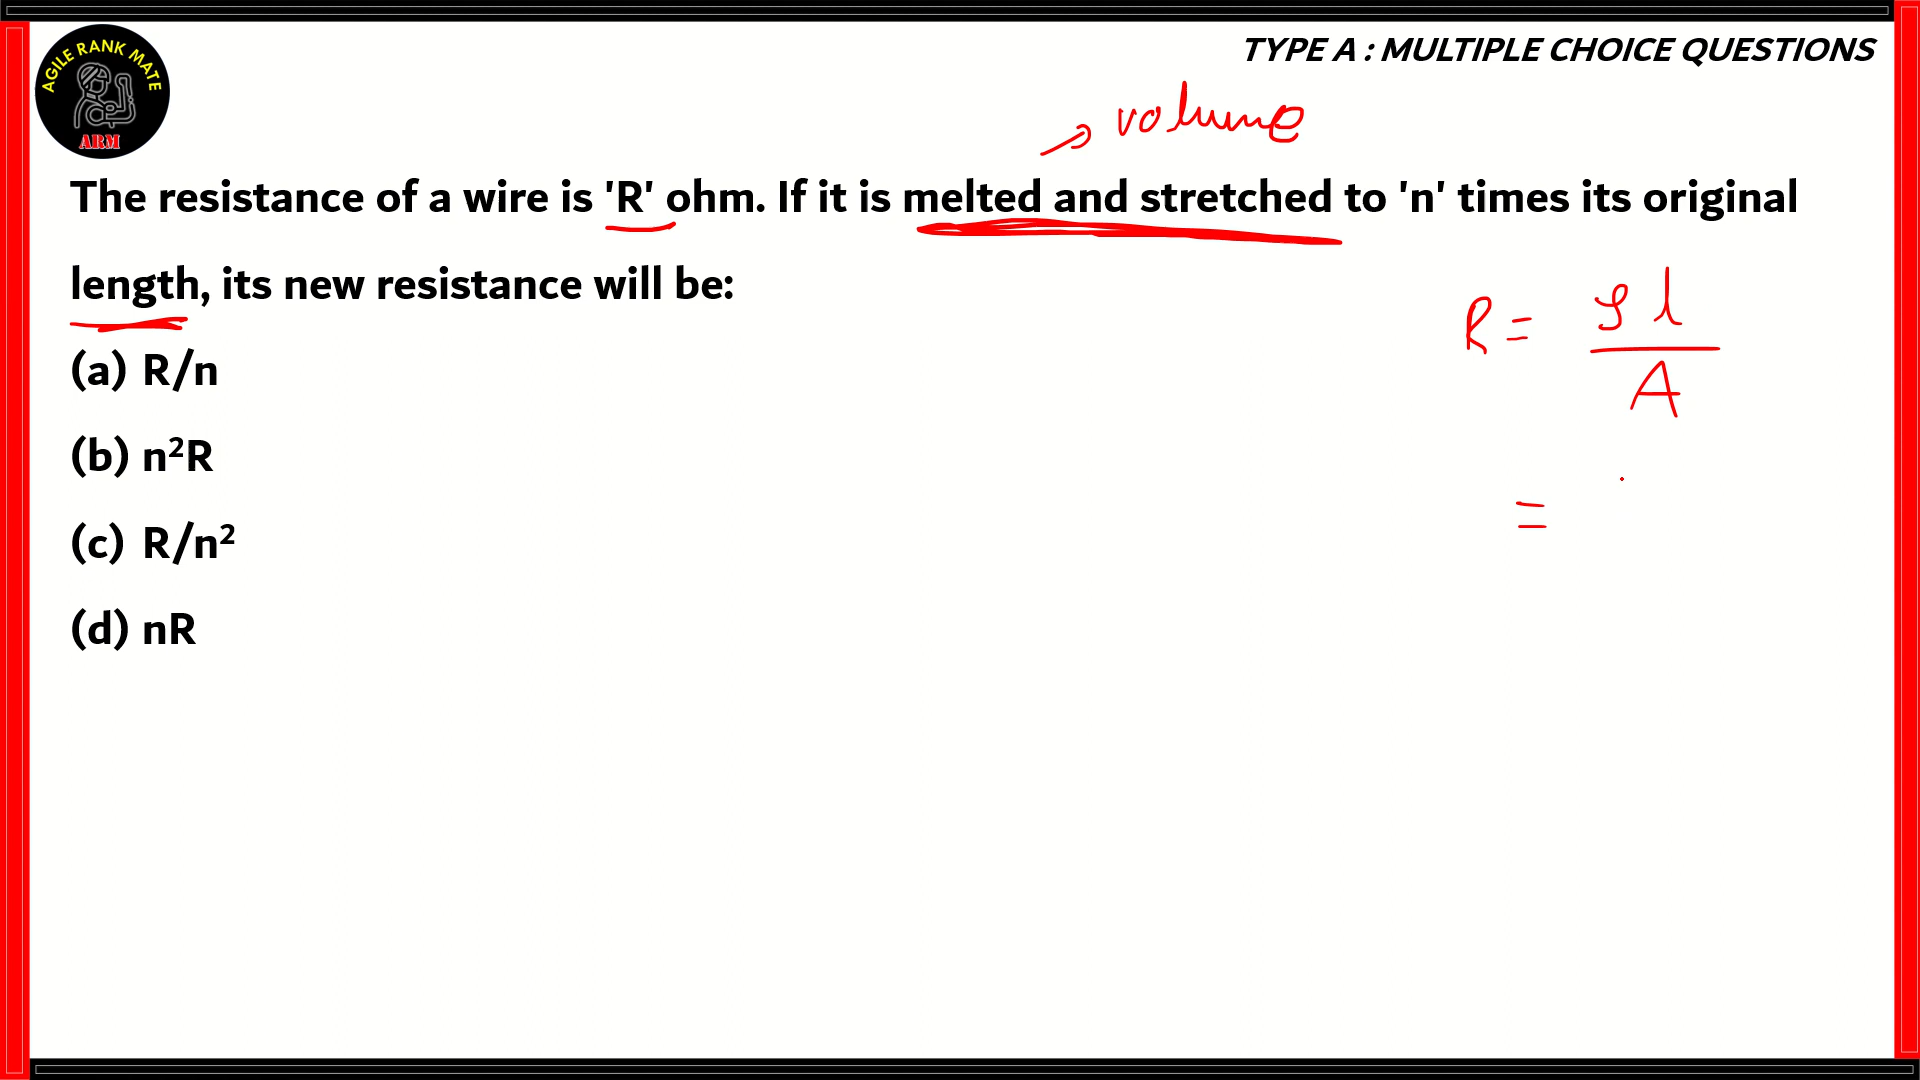 AGILE RANK MATE
ARM
TYPE A : MULTIPLE CHOICE QUESTIONS
volume
The resistance of a wire is 'R' ohm. If it is melted and stretched to 'n' times its original
length, its new resistance will be:
R = ρl
A
(a) R/n
(b) n²R
=
(c) R/n²
(d) nR